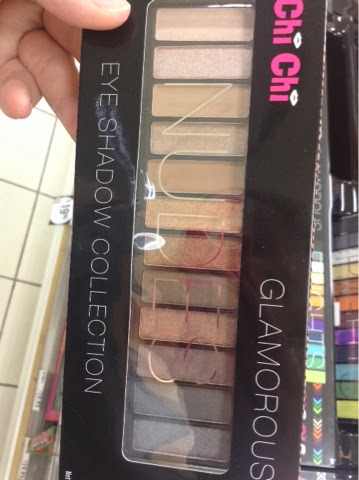 Chi Chi
GLAMOROUS
NUDES
EYE SHADOW COLLECTION